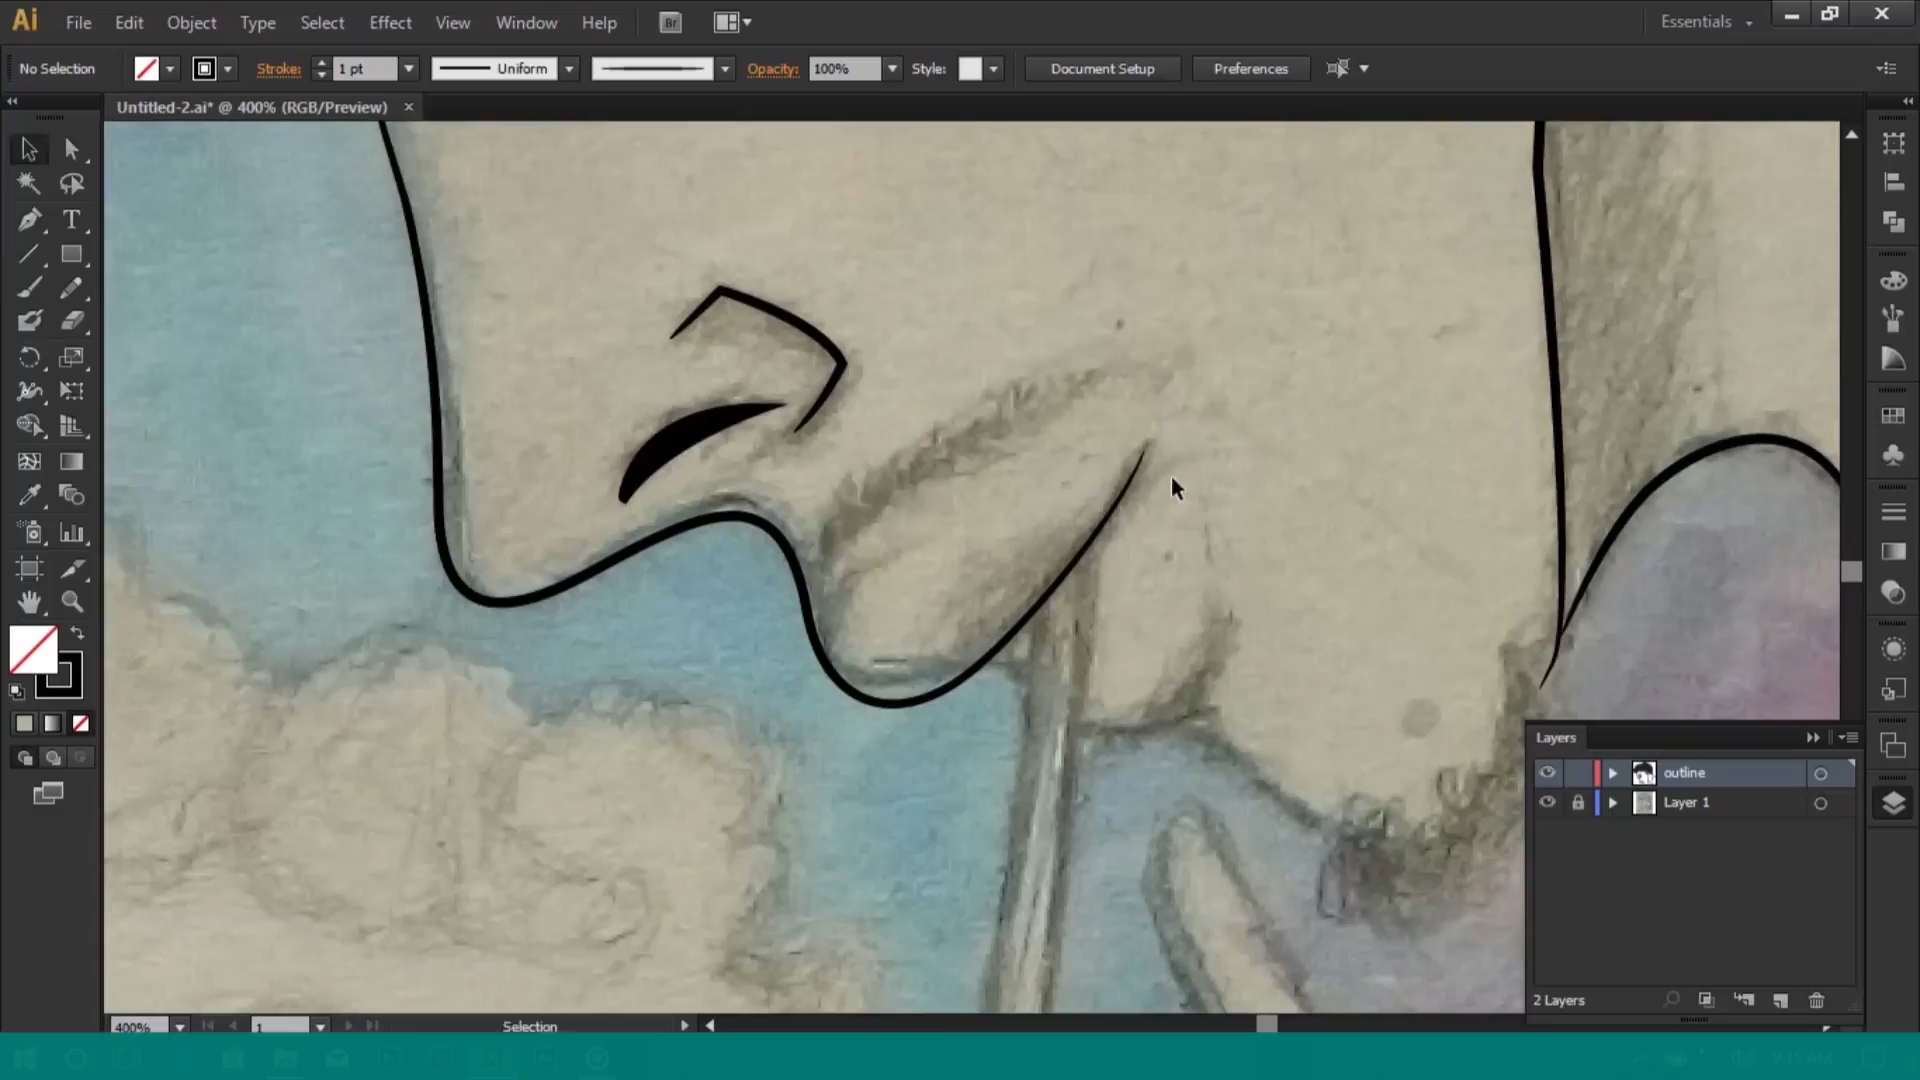 Ai File Edit Object Type Select Effect View Window Help Br Essentials
No Selection Stroke: 1 pt Uniform Opacity: 100% Style: Document Setup Preferences
Untitled-2.ai* @ 400% (RGB/Preview) ×
Layers
outline
Layer 1
2 Layers
400% 1 Selection